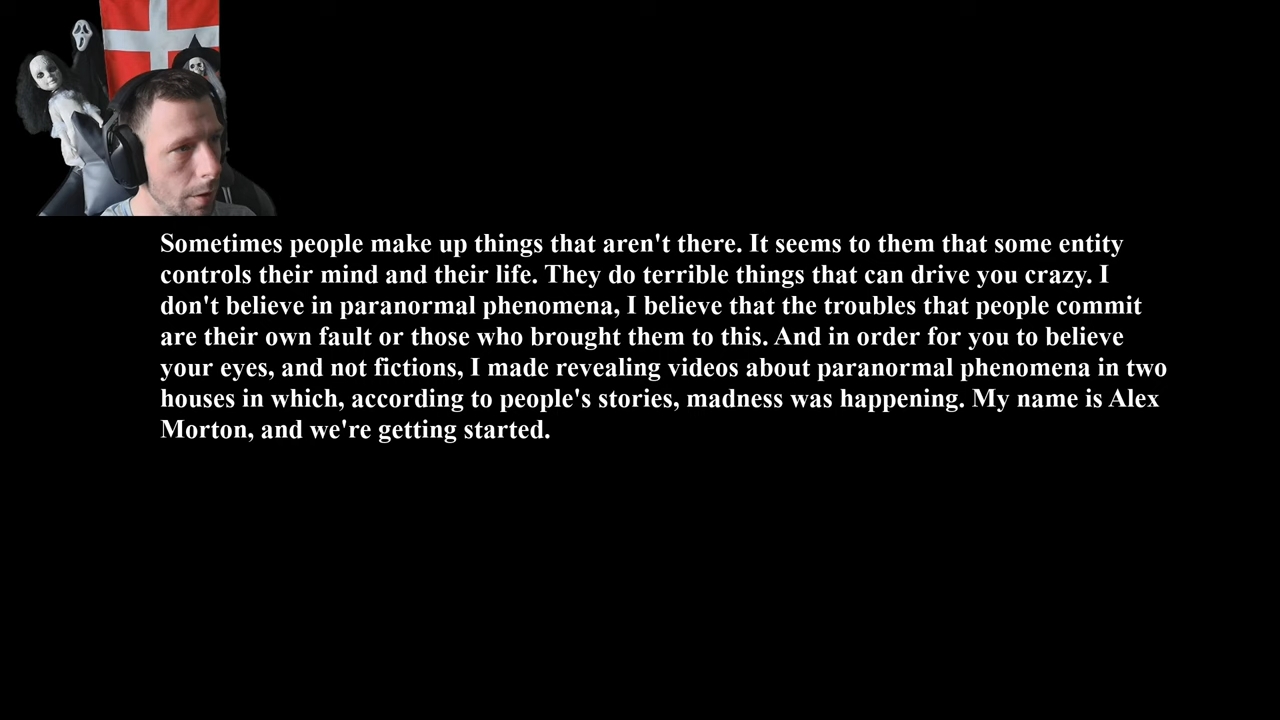 Sometimes people make up things that aren't there. It seems to them that some entity
controls their mind and their life. They do terrible things that can drive you crazy. I
don't believe in paranormal phenomena, I believe that the troubles that people commit
are their own fault or those who brought them to this. And in order for you to believe
your eyes, and not fictions, I made revealing videos about paranormal phenomena in two
houses in which, according to people's stories, madness was happening. My name is Alex
Morton, and we're getting started.